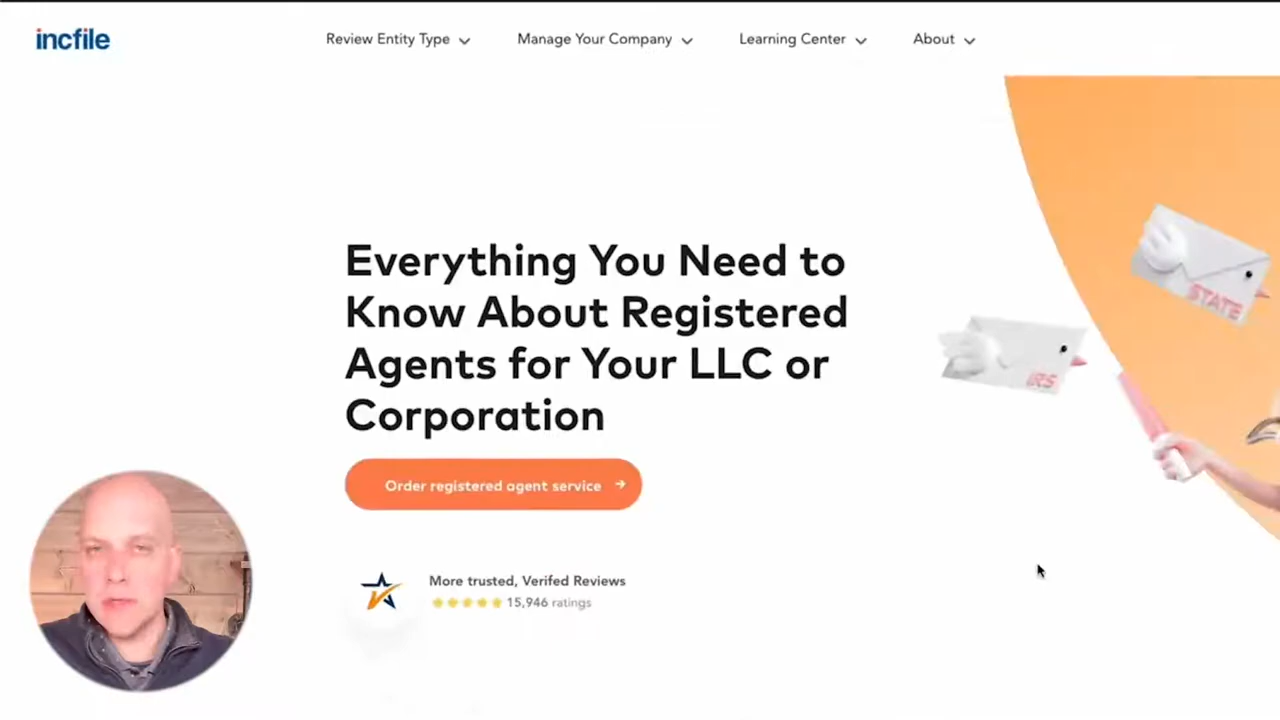 incfile
Review Entity Type
Manage Your Company
Learning Center
About
Everything You Need to
Know About Registered
Agents for Your LLC or
Corporation
Order registered agent service
More trusted, Verifed Reviews
15,946 ratings
STATE
IRS